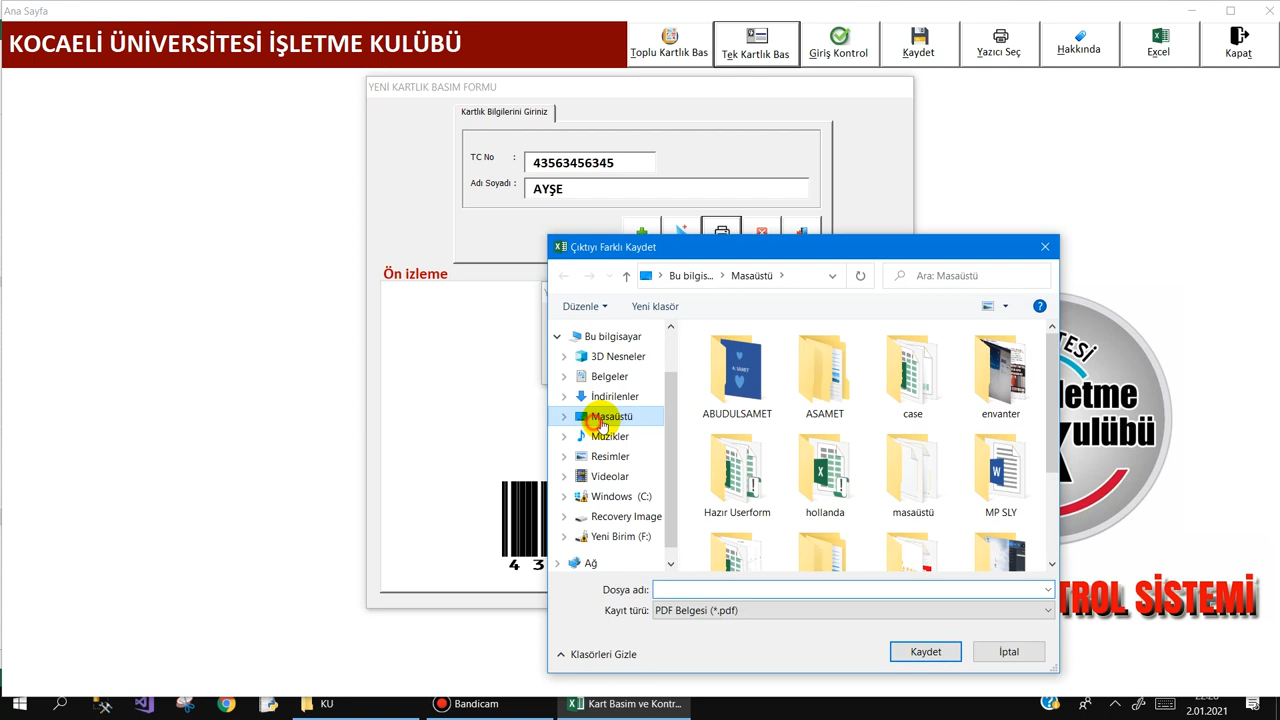 Ana Sayfa
KOCAELİ ÜNİVERSİTESİ İŞLETME KULÜBÜ
Toplu Kartlık Bas
Tek Kartlık Bas
Giriş Kontrol
Kaydet
Yazıcı Seç
Hakkında
Excel
Kapat
YENİ KARTLIK BASIM FORMU
Kartlık Bilgilerini Giriniz
TC No : 43563456345
Adı Soyadı : AYŞE
Ön izleme
Çıktıyı Farklı Kaydet
Bu bilgis... > Masaüstü >
Ara: Masaüstü
Düzenle
Yeni klasör
Bu bilgisayar
3D Nesneler
Belgeler
İndirilenler
Masaüstü
Müzikler
Resimler
Videolar
Windows (C:)
Recovery Image
Yeni Birim (F:)
Ağ
ABUDULSAMET
ASAMET
case
envanter
Hazır Userform
hollanda
masaüstü
MP SLY
Dosya adı:
Kayıt türü: PDF Belgesi (*.pdf)
Klasörleri Gizle
Kaydet
İptal
4 3
TESİ
letme
ulübü
TROL SİSTEMİ
KU
Bandicam
Kart Basim ve Kontr...
2.01.2021